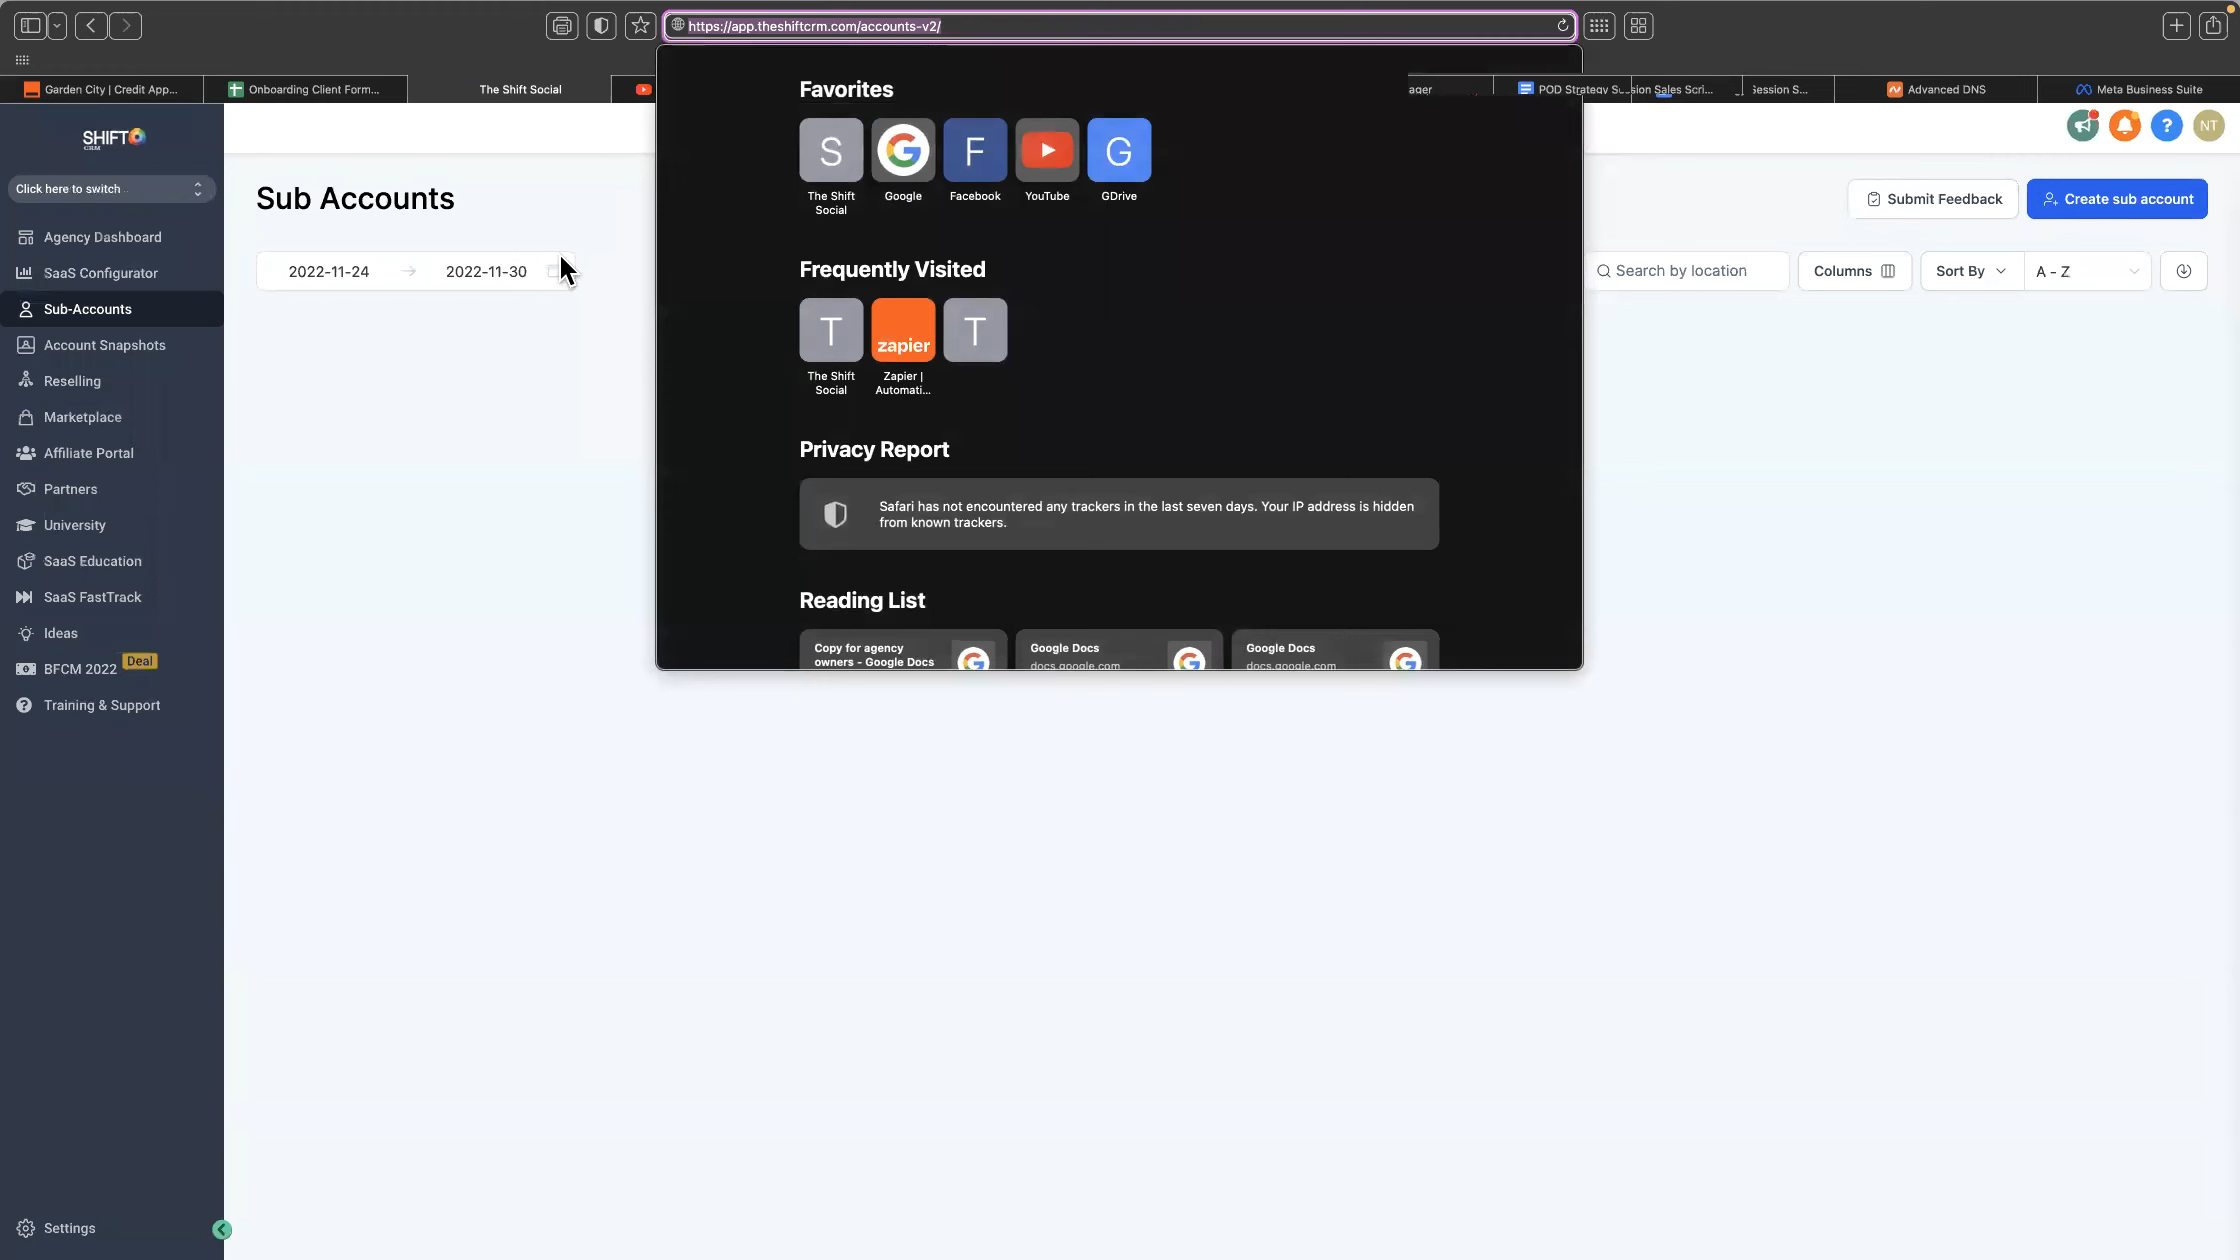 https://app.theshiftcrm.com/accounts-v2/
Garden City | Credit App...
Onboarding Client Form...
The Shift Social
ager
POD Strategy Su...
sion Sales Scri...
Session S...
Advanced DNS
Meta Business Suite
SHIFT
CRM
Click here to switch
Agency Dashboard
SaaS Configurator
Sub-Accounts
Account Snapshots
Reselling
Marketplace
Affiliate Portal
Partners
University
SaaS Education
SaaS FastTrack
Ideas
BFCM 2022
Deal
Training & Support
Settings
Sub Accounts
2022-11-24
2022-11-30
Favorites
S
F
G
The Shift
Social
Google
Facebook
YouTube
GDrive
Frequently Visited
T
zapier
T
The Shift
Social
Zapier |
Automati...
Privacy Report
Safari has not encountered any trackers in the last seven days. Your IP address is hidden
from known trackers.
Reading List
Copy for agency
owners - Google Docs
Google Docs
docs.google.com
Google Docs
docs.google.com
?
NT
Submit Feedback
Create sub account
Search by location
Columns
Sort By
A - Z